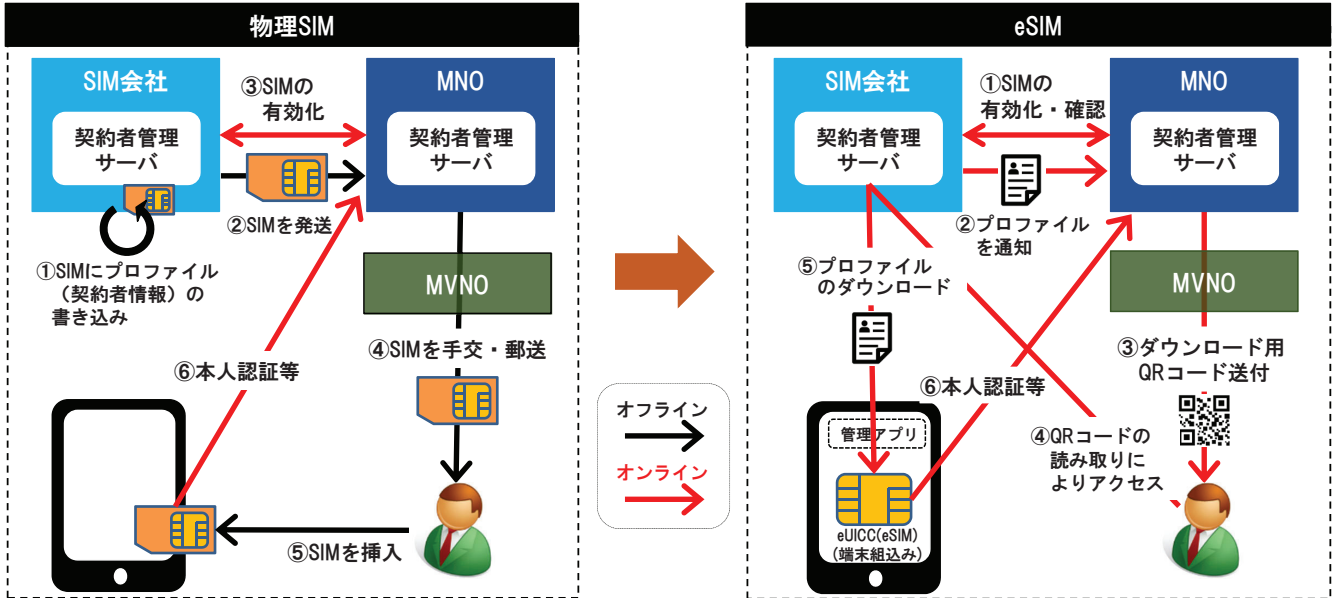 物理SIM
SIM会社
契約者管理
サーバ
③SIMの
有効化
MNO
契約者管理
サーバ
②SIMを発送
①SIMにプロファイル
(契約者情報)の
書き込み
MVNO
④SIMを手交・郵送
⑥本人認証等
⑤SIMを挿入
オフライン
オンライン
eSIM
SIM会社
契約者管理
サーバ
①SIMの
有効化・確認
MNO
契約者管理
サーバ
②プロファイル
を通知
⑤プロファイル
のダウンロード
MVNO
③ダウンロード用
QRコード送付
⑥本人認証等
④QRコードの
読み取りに
よりアクセス
管理アプリ
eUICC(eSIM)
(端末組込み)